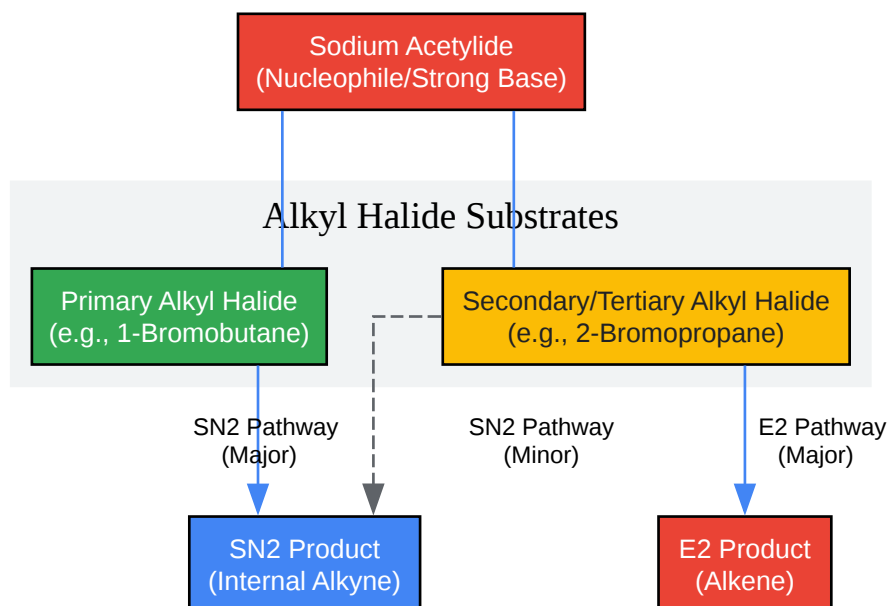 Sodium Acetylide
(Nucleophile/Strong Base)
Alkyl Halide Substrates
Primary Alkyl Halide
(e.g., 1-Bromobutane)
Secondary/Tertiary Alkyl Halide
(e.g., 2-Bromopropane)
SN2 Pathway
(Major)
SN2 Pathway
(Minor)
E2 Pathway
(Major)
SN2 Product
(Internal Alkyne)
E2 Product
(Alkene)